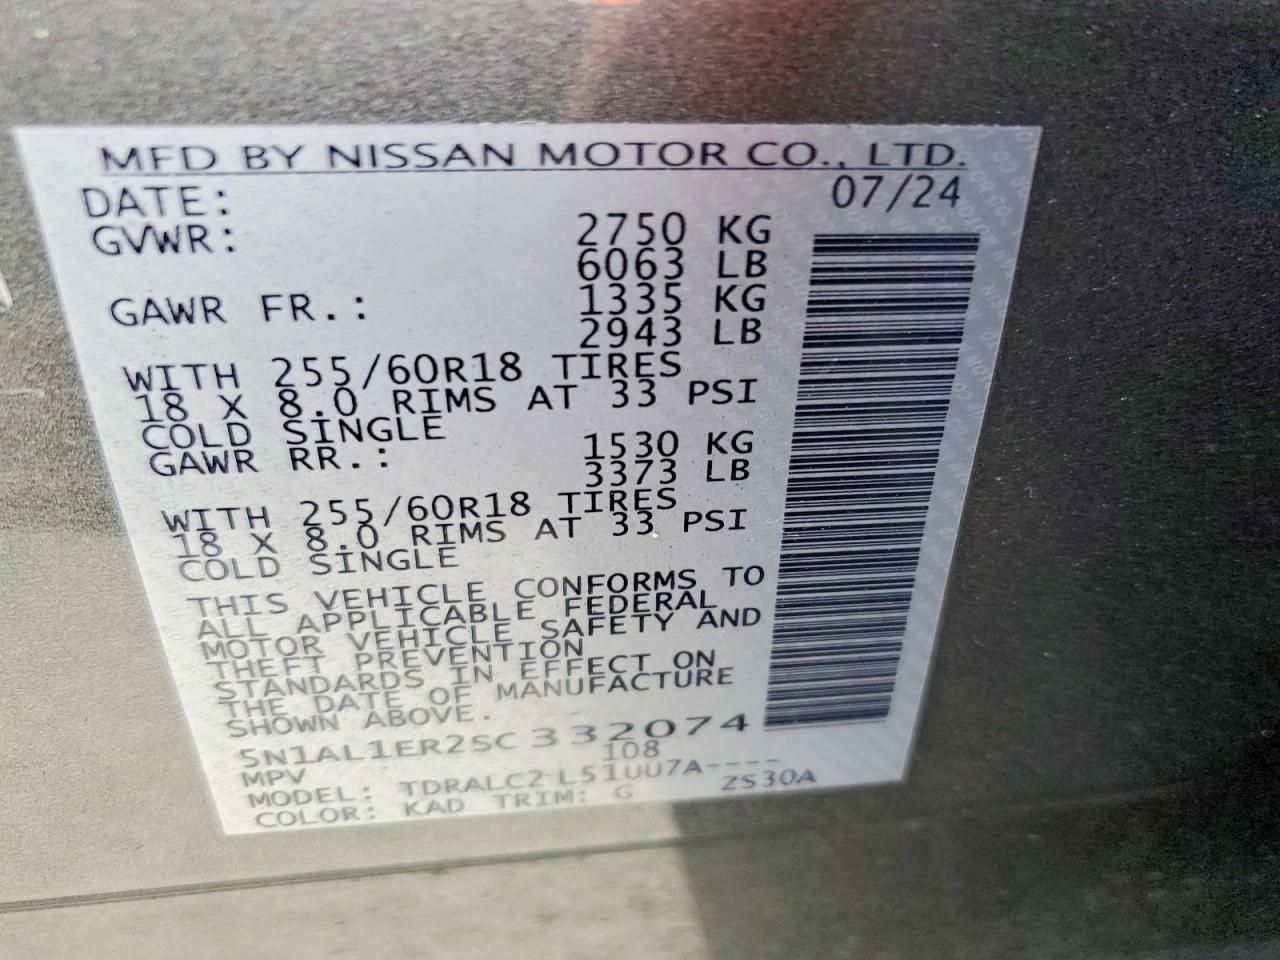 MFD BY NISSAN MOTOR CO., LTD.
DATE: 07/24
GVWR: 2750 KG
6063 LB
GAWR FR.: 1335 KG
2943 LB
WITH 255/60R18 TIRES
18 X 8.0 RIMS AT 33 PSI
COLD SINGLE
GAWR RR.: 1530 KG
3373 LB
WITH 255/60R18 TIRES
18 X 8.0 RIMS AT 33 PSI
COLD SINGLE
THIS VEHICLE CONFORMS TO
ALL APPLICABLE FEDERAL
MOTOR VEHICLE SAFETY AND
THEFT PREVENTION
STANDARDS IN EFFECT ON
THE DATE OF MANUFACTURE
SHOWN ABOVE.
5N1AL1ER2SC332074
MPV 108
MODEL: TDRALC2 L51UU7A----
COLOR: KAD TRIM: G ZS30A